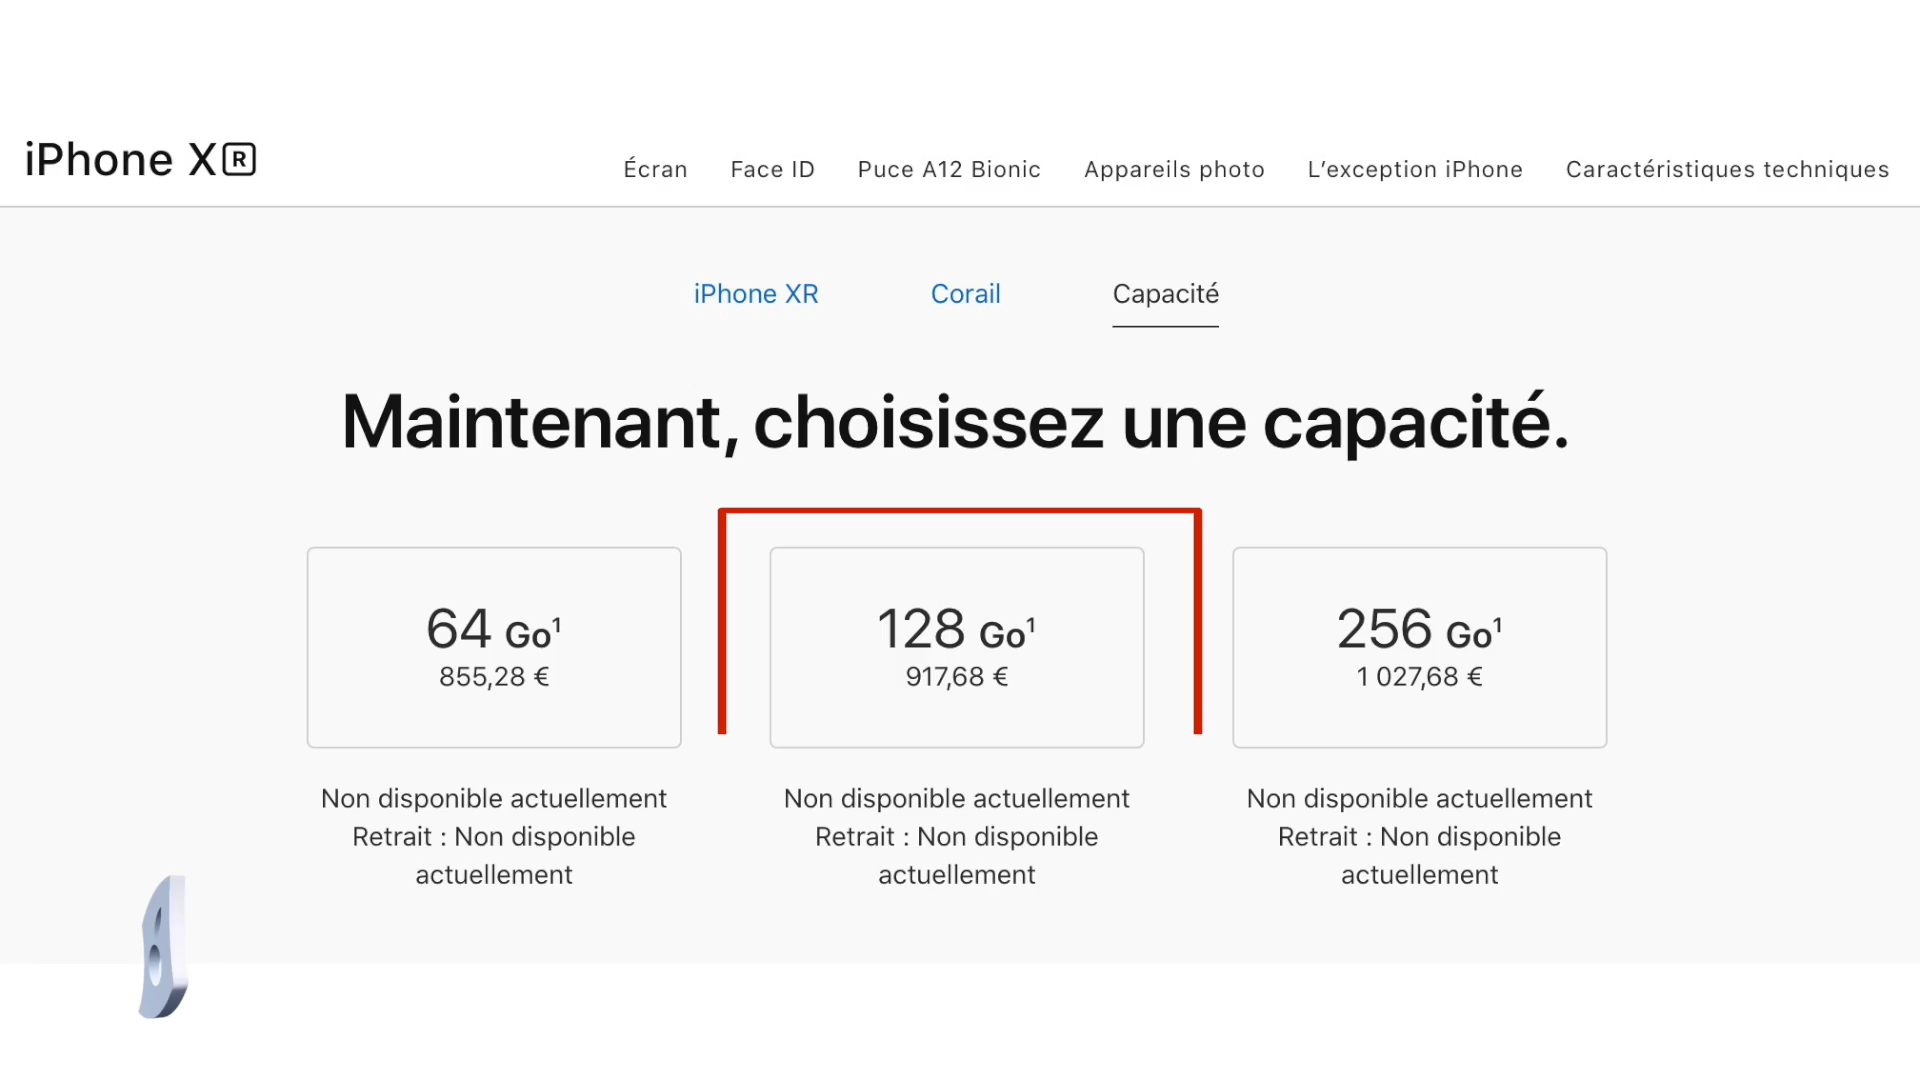 iPhone XR
Écran Face ID Puce A12 Bionic Appareils photo L’exception iPhone Caractéristiques techniques
iPhone XR Corail Capacité
Maintenant, choisissez une capacité.
64 Go¹
855,28 €
Non disponible actuellement
Retrait : Non disponible
actuellement
128 Go¹
917,68 €
Non disponible actuellement
Retrait : Non disponible
actuellement
256 Go¹
1 027,68 €
Non disponible actuellement
Retrait : Non disponible
actuellement